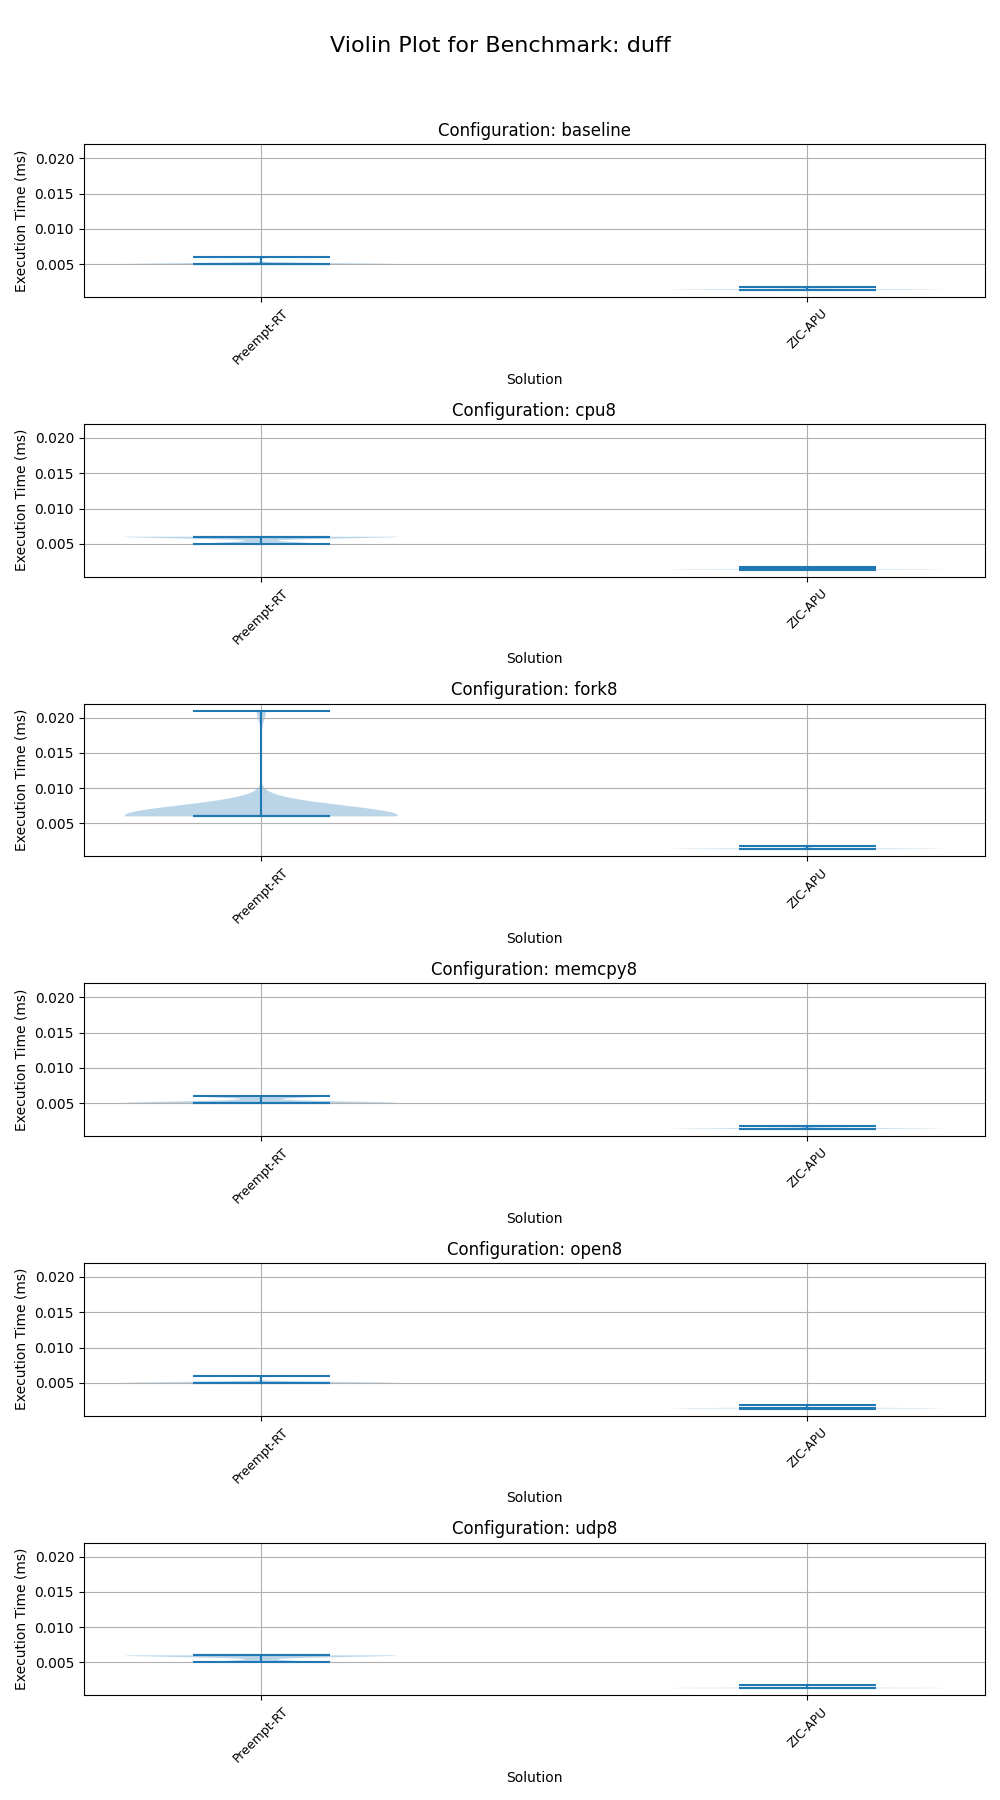 Violin Plot for Benchmark: duff
Configuration: baseline
Execution Time (ms)
0.020
0.015
0.010
0.005
Preempt-RT
ZIC-APU
Solution
Configuration: cpu8
Execution Time (ms)
0.020
0.015
0.010
0.005
Preempt-RT
ZIC-APU
Solution
Configuration: fork8
Execution Time (ms)
0.020
0.015
0.010
0.005
Preempt-RT
ZIC-APU
Solution
Configuration: memcpy8
Execution Time (ms)
0.020
0.015
0.010
0.005
Preempt-RT
ZIC-APU
Solution
Configuration: open8
Execution Time (ms)
0.020
0.015
0.010
0.005
Preempt-RT
ZIC-APU
Solution
Configuration: udp8
Execution Time (ms)
0.020
0.015
0.010
0.005
Preempt-RT
ZIC-APU
Solution